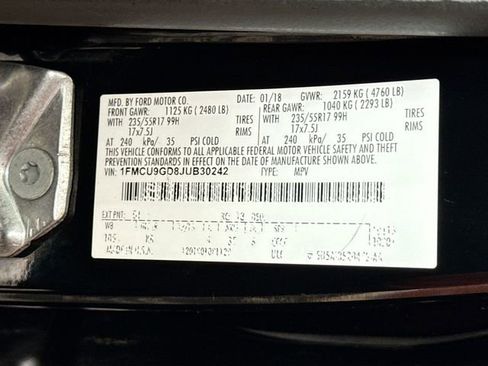 MFD. BY FORD MOTOR CO. DATE: 01/18 GVWR: 2159 KG ( 4760 LB)
FRONT GAWR: 1125 KG ( 2480 LB) REAR GAWR: 1040 KG ( 2293 LB)
WITH 235/55R17 99H TIRES WITH 235/55R17 99H TIRES
17x7.5J RIMS 17x7.5J RIMS
AT 240 kPa/ 35 PSI COLD AT 240 kPa/ 35 PSI COLD
THIS VEHICLE CONFORMS TO ALL APPLICABLE FEDERAL MOTOR VEHICLE SAFETY AND
THEFT PREVENTION STANDARDS IN EFFECT ON THE DATE OF MANUFACTURE SHOWN ABOVE.
VIN: 1FMCU9GD8JUB30242 TYPE: MPV
EXT PNT:
WB